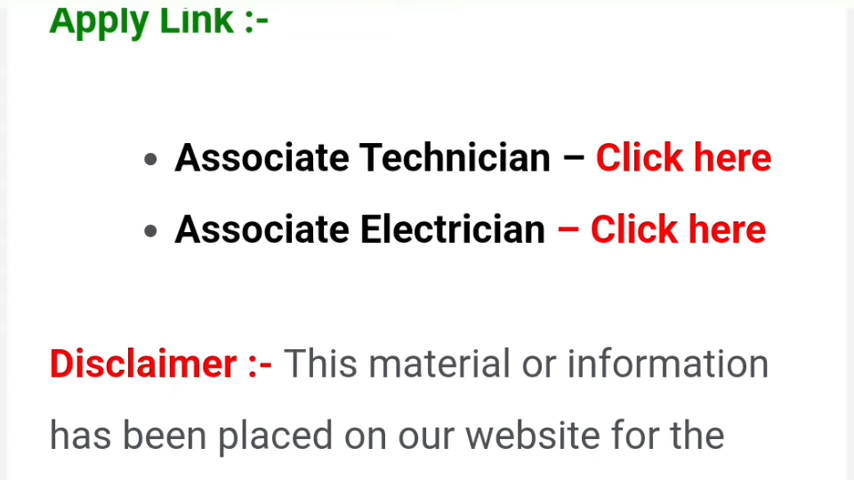 Apply Link :-
Associate Technician – Click here
Associate Electrician – Click here
Disclaimer :- This material or information
has been placed on our website for the